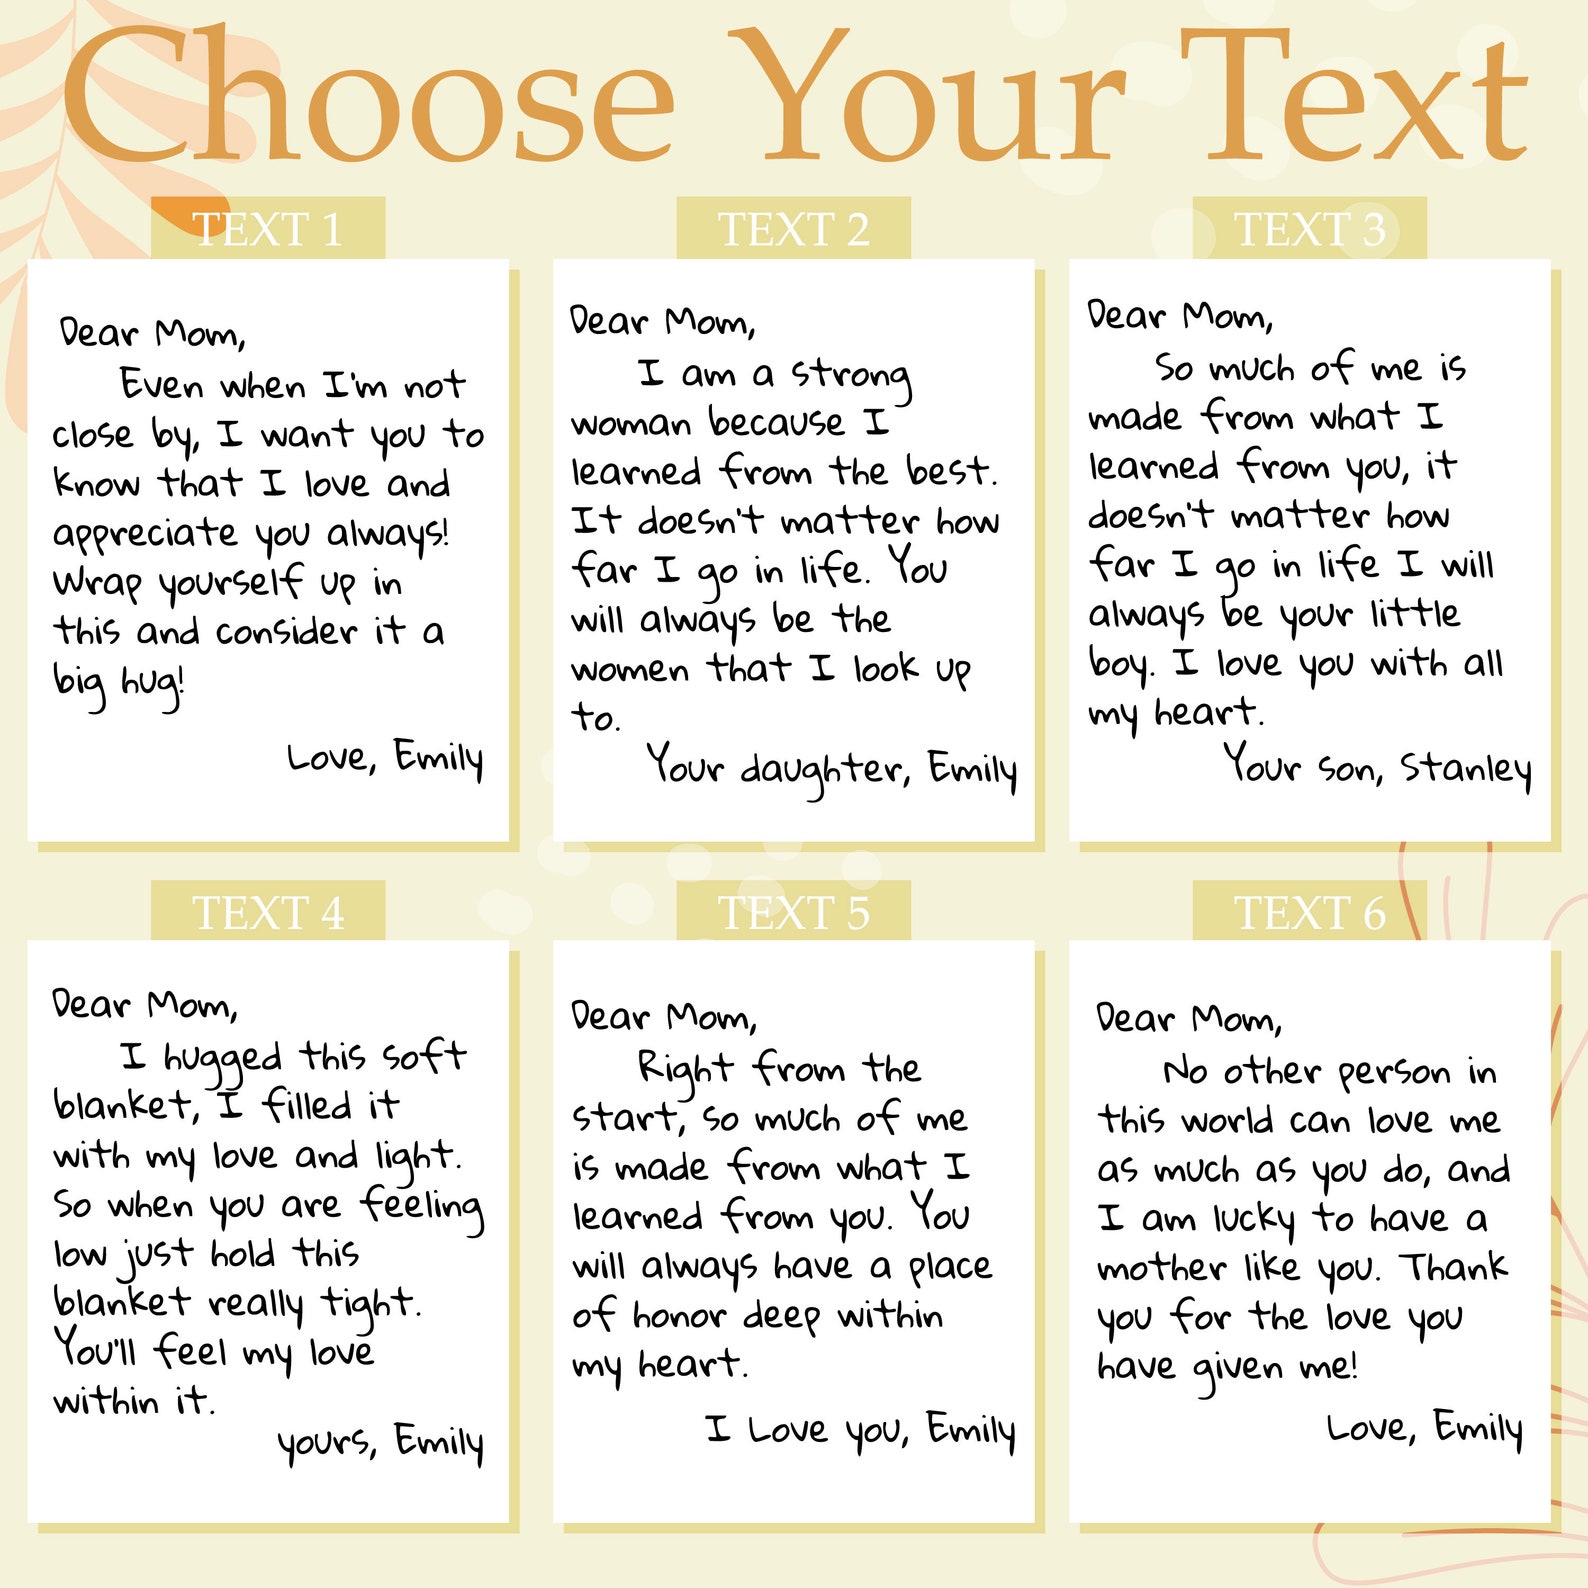 Choose Your Text
TEXT 1
Dear Mom,
Even when I'm not
close by, I want you to
know that I love and
appreciate you always!
Wrap yourself up in
this and consider it a
big hug!
Love, Emily
TEXT 2
Dear Mom,
I am a strong
woman because I
learned from the best.
It doesn't matter how
far I go in life. You
will always be the
women that I look up
to.
Your daughter, Emily
TEXT 3
Dear Mom,
So much of me is
made from what I
learned from you, it
doesn't matter how
far I go in life I will
always be your little
boy. I love you with all
my heart.
Your son, Stanley
TEXT 4
Dear Mom,
I hugged this soft
blanket, I filled it
with my love and light.
So when you are feeling
low just hold this
blanket really tight.
You'll feel my love
within it.
yours, Emily
TEXT 5
Dear Mom,
Right from the
start, so much of me
is made from what I
learned from you. You
will always have a place
of honor deep within
my heart.
I Love you, Emily
TEXT 6
Dear Mom,
No other person in
this world can love me
as much as you do, and
I am lucky to have a
mother like you. Thank
you for the love you
have given me!
Love, Emily